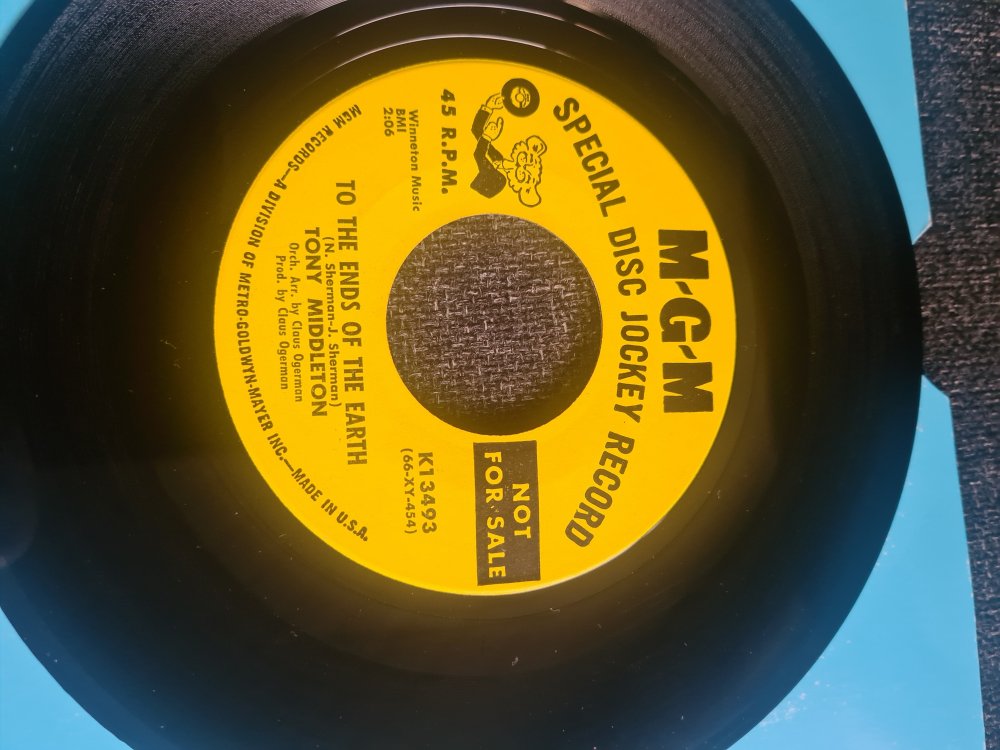 M-G-M
SPECIAL DISC JOCKEY RECORD
45 R.P.M.
NOT
FOR SALE
Winneton Music
BMI
2:06
K13493
(66-XY-454)
TO THE ENDS OF THE EARTH
(N. Sherman-J. Sherman)
TONY MIDDLETON
Orch. Arr. by Claus Ogerman
Prod. by Claus Ogerman
MGM RECORDS—A DIVISION OF METRO-GOLDWYN-MAYER INC.—MADE IN U.S.A.